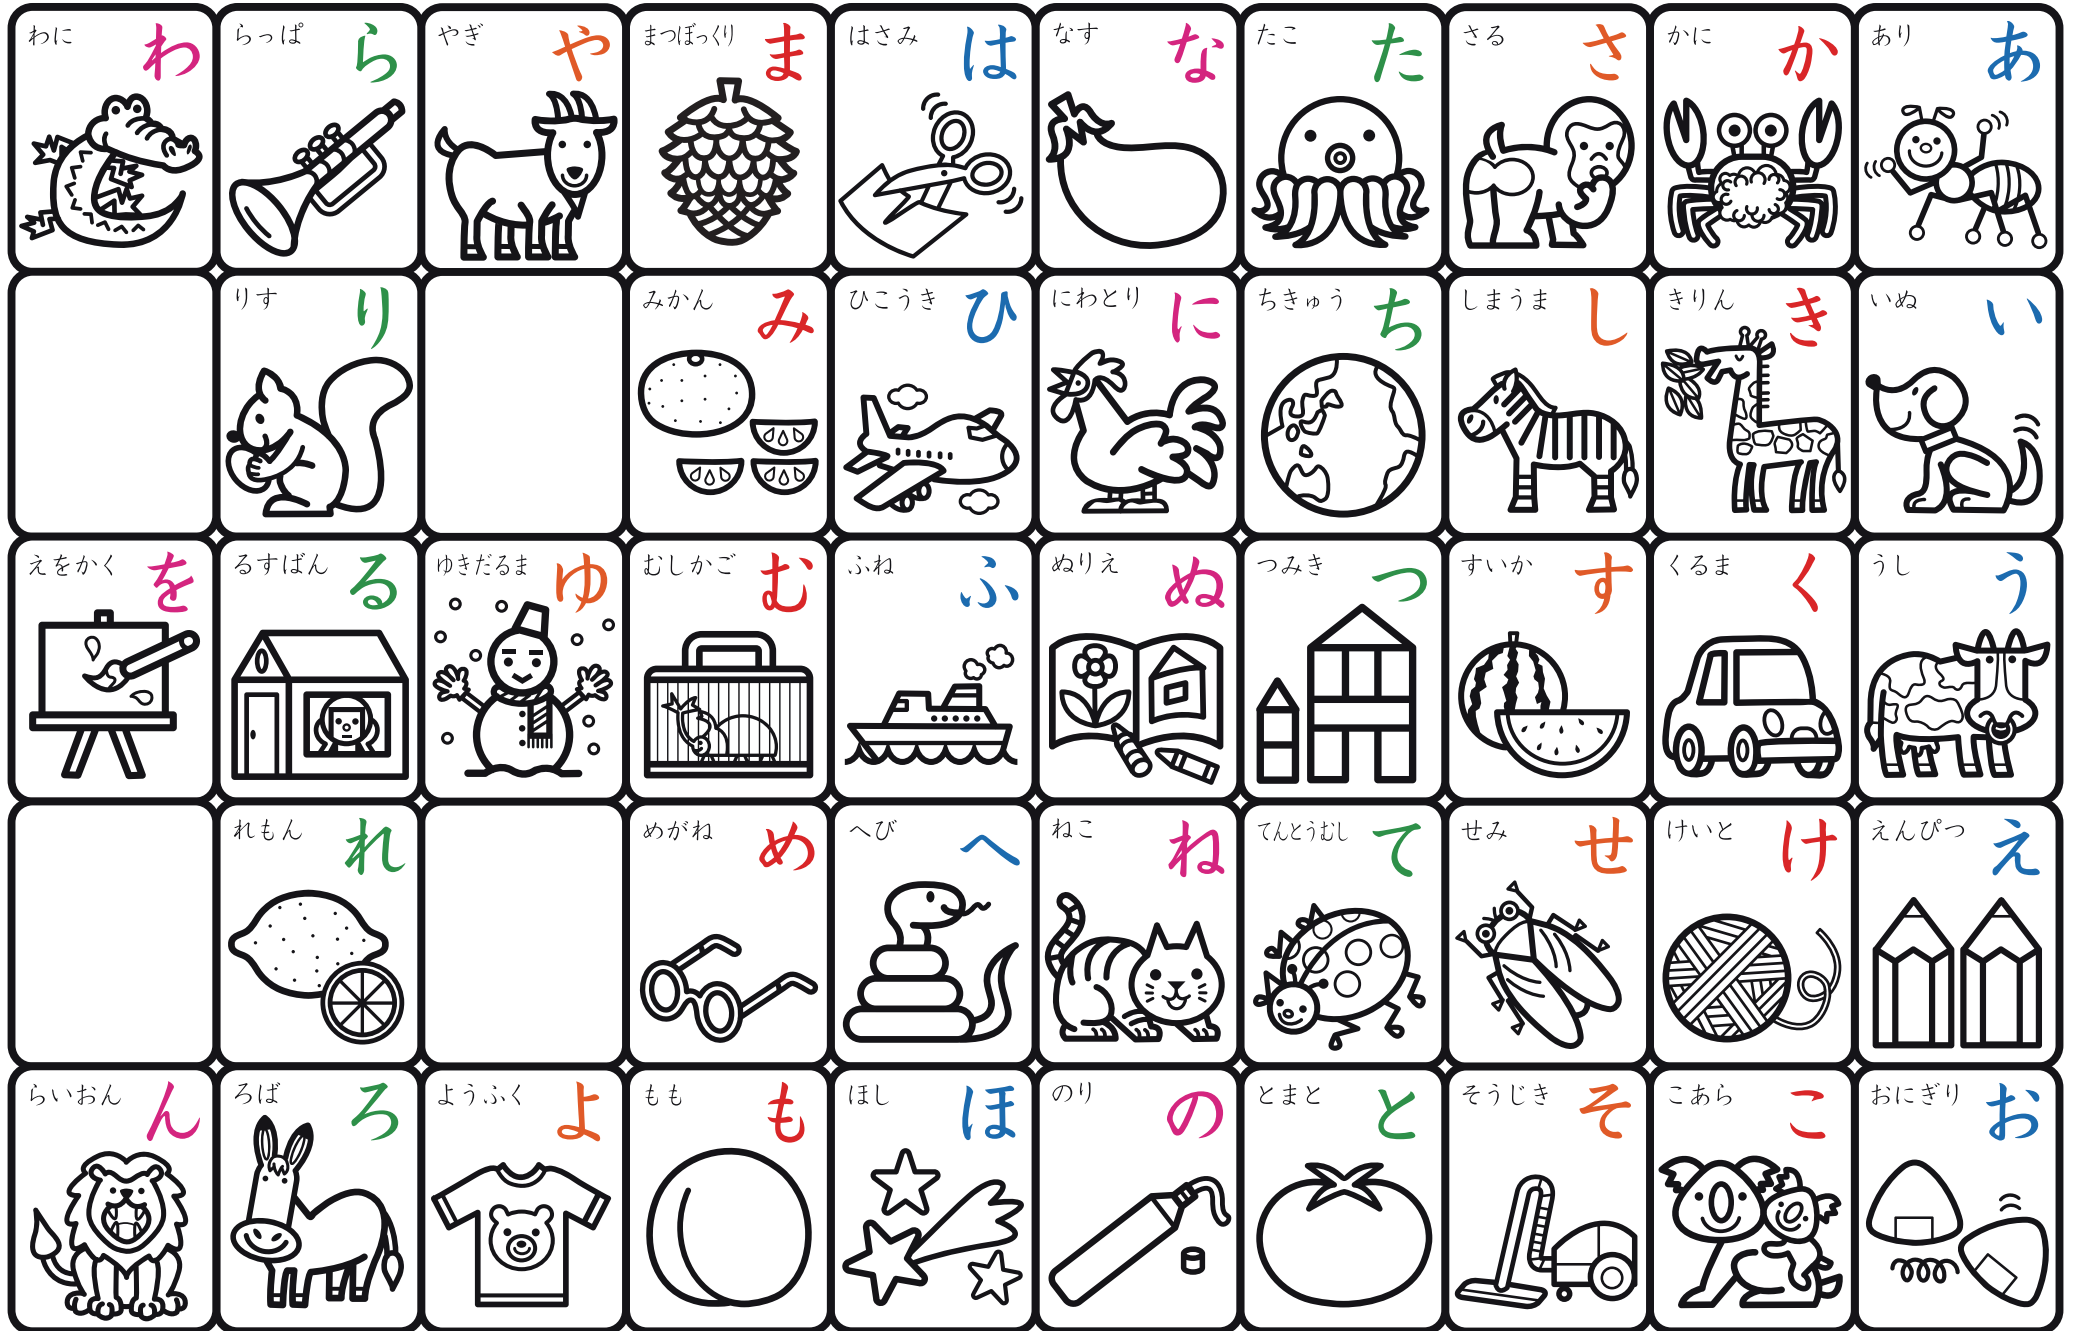 あ
あり
い
いぬ
う
うし
え
えんぴつ
お
おにぎり
か
かに
き
きりん
く
くるま
け
けいと
こ
こあら
さ
さる
し
しまうま
す
すいか
せ
せみ
そ
そうじき
た
たこ
ち
ちきゅう
つ
つみき
て
てんとうむし
と
とまと
な
なす
に
にわとり
ぬ
ぬりえ
ね
ねこ
の
のり
は
はさみ
ひ
ひこうき
ふ
ふね
へ
へび
ほ
ほし
ま
まつぼっくり
み
みかん
む
むしかご
め
めがね
も
もも
や
やぎ
ゆ
ゆきだるま
よ
ようふく
ら
らっぱ
り
りす
る
るすばん
れ
れもん
ろ
ろば
わ
わに
を
えをかく
ん
らいおん